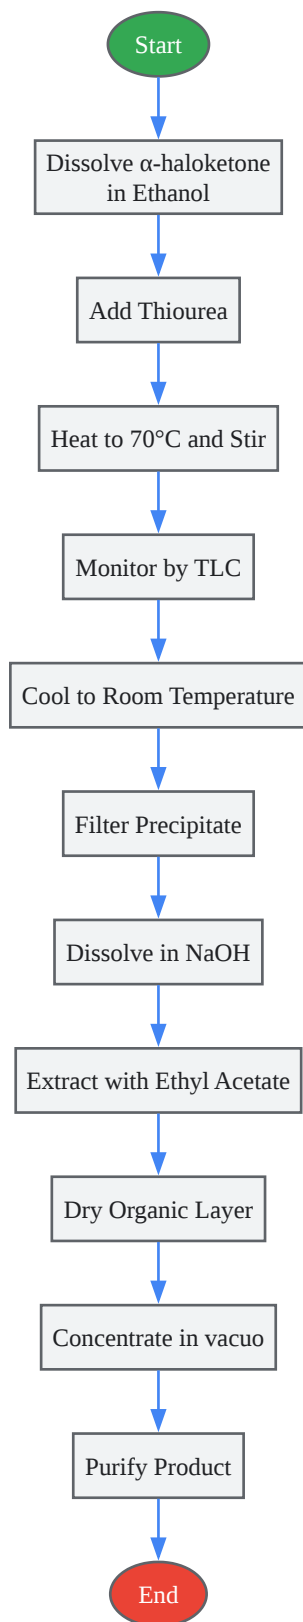 Start
Dissolve α-haloketone
in Ethanol
Add Thiourea
Heat to 70°C and Stir
Monitor by TLC
Cool to Room Temperature
Filter Precipitate
Dissolve in NaOH
Extract with Ethyl Acetate
Dry Organic Layer
Concentrate in vacuo
Purify Product
End